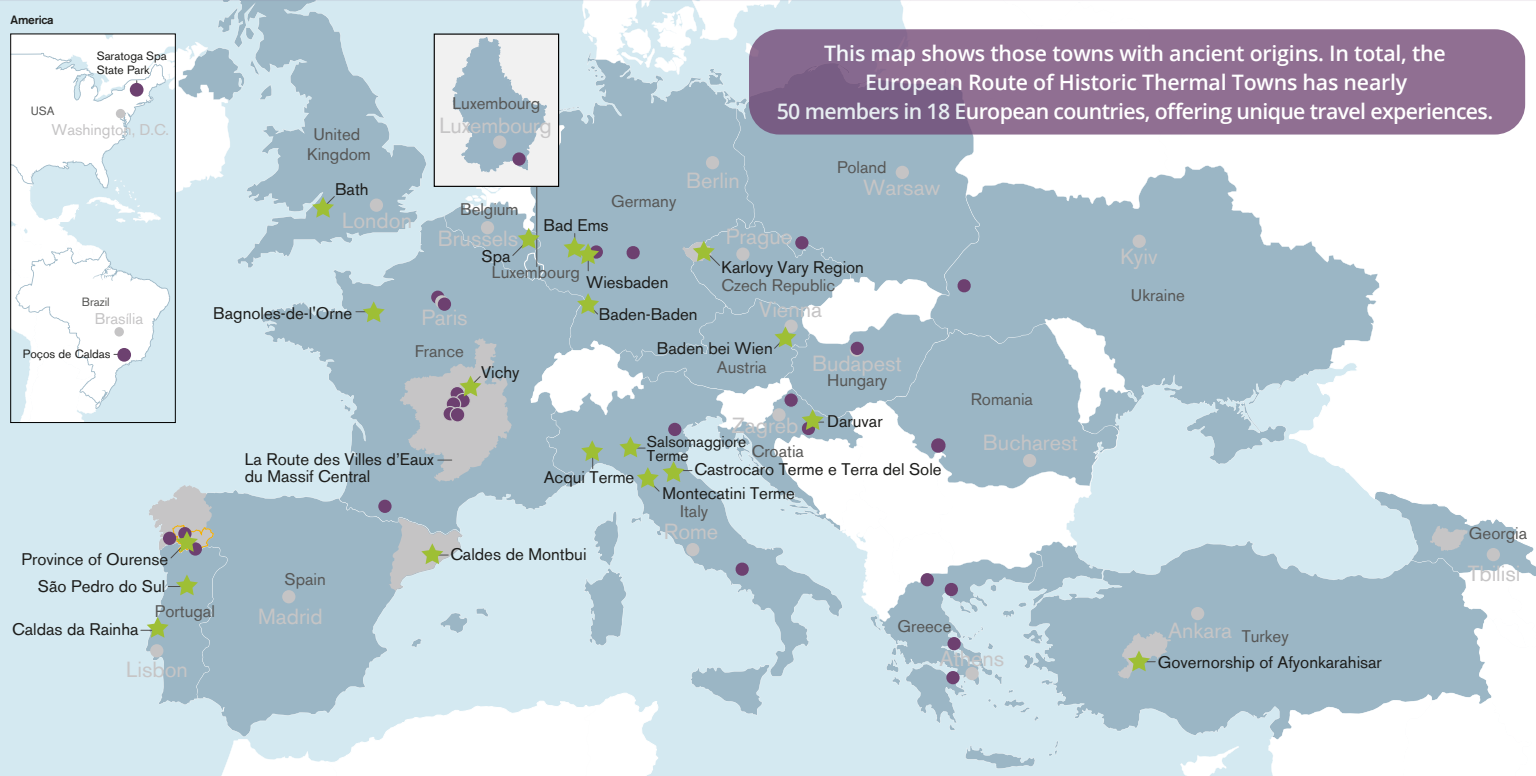 America
Saratoga Spa
State Park
USA
Washington, D.C.
Brazil
Brasília
Poços de Caldas
Luxembourg
Luxembourg
This map shows those towns with ancient origins. In total, the
European Route of Historic Thermal Towns has nearly
50 members in 18 European countries, offering unique travel experiences.
United
Kingdom
Bath
London
Belgium
Brussels
Spa
Luxembourg
Germany
Berlin
Bad Ems
Wiesbaden
Baden-Baden
Poland
Warsaw
Prague
Karlovy Vary Region
Czech Republic
Kyiv
Ukraine
Bagnoles-de-l'Orne
Paris
France
Vichy
La Route des Villes d'Eaux
du Massif Central
Vienna
Baden bei Wien
Austria
Budapest
Hungary
Romania
Bucharest
Zagreb
Daruvar
Croatia
Salsomaggiore
Terme
Acqui Terme
Castrocaro Terme e Terra del Sole
Montecatini Terme
Italy
Rome
Province of Ourense
São Pedro do Sul
Portugal
Caldas da Rainha
Lisbon
Spain
Madrid
Caldes de Montbui
Greece
Athens
Ankara
Turkey
Governorship of Afyonkarahisar
Georgia
Tbilisi